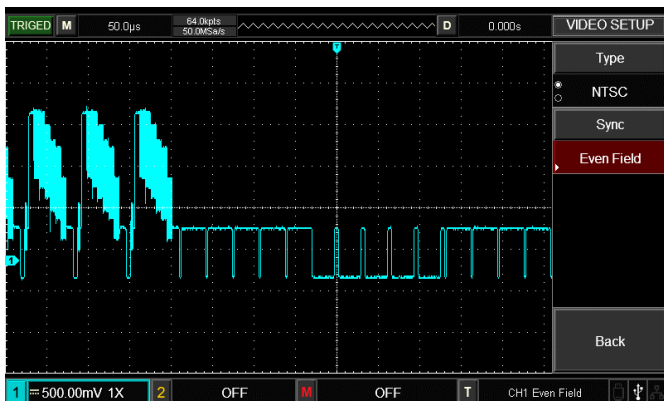 TRIGED M 50.0μs 64.0kpts D 0.000s VIDEO SETUP
50.0MSa/s
T
Type
NTSC
Sync
Even Field
1
Back
1 500.00mV 1X 2 OFF M OFF T CH1 Even Field